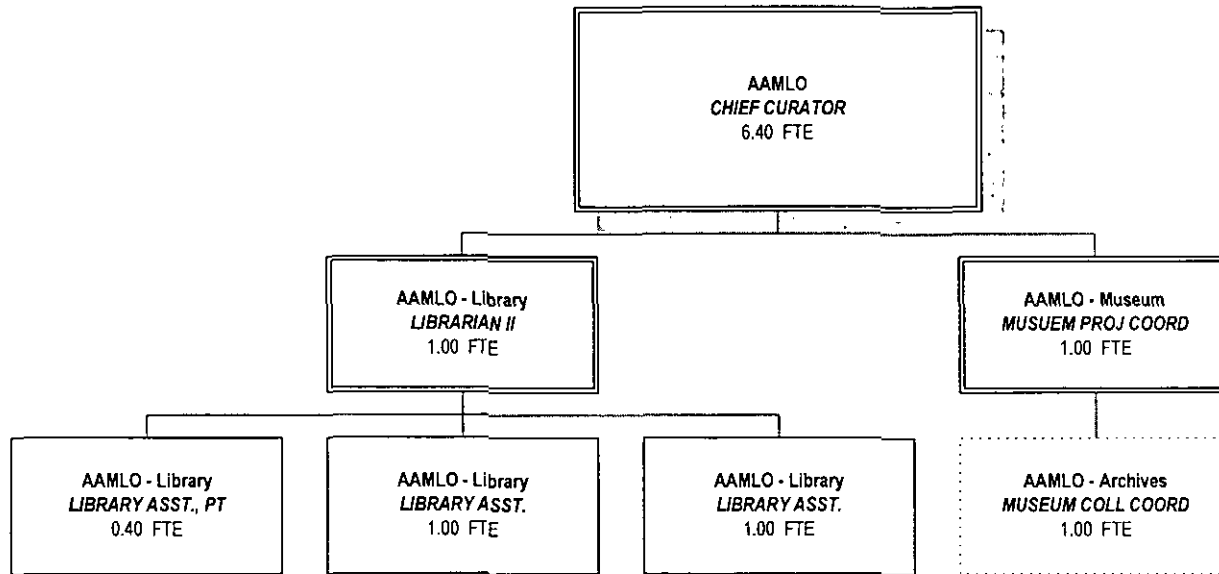 AAMLO
CHIEF CURATOR
6.40 FTE
AAMLO - Library
LIBRARIAN II
1.00 FTE
AAMLO - Museum
MUSUEM PROJ COORD
1.00 FTE
AAMLO - Library
LIBRARY ASST., PT
0.40 FTE
AAMLO - Library
LIBRARY ASST.
1.00 FTE
AAMLO - Library
LIBRARY ASST.
1.00 FTE
AAMLO - Archives
MUSEUM COLL COORD
1.00 FTE